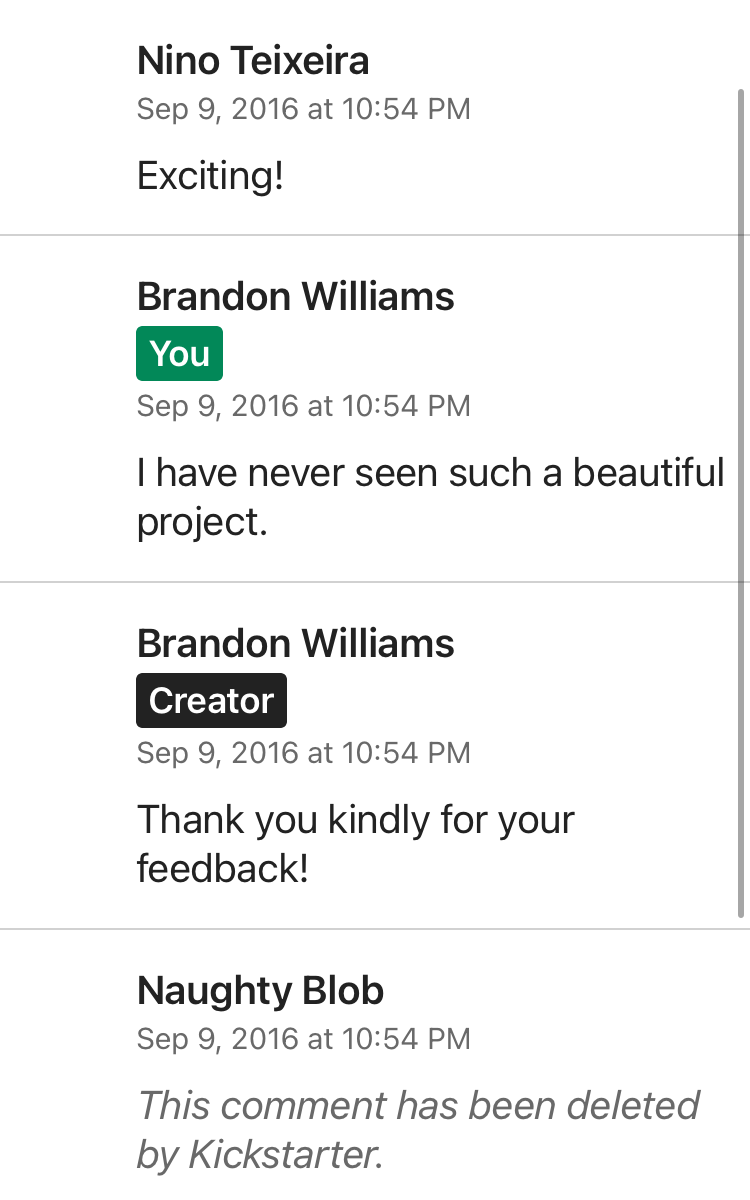 Nino Teixeira
Sep 9, 2016 at 10:54 PM
Exciting!
Brandon Williams
You
Sep 9, 2016 at 10:54 PM
I have never seen such a beautiful
project.
Brandon Williams
Creator
Sep 9, 2016 at 10:54 PM
Thank you kindly for your
feedback!
Naughty Blob
Sep 9, 2016 at 10:54 PM
This comment has been deleted
by Kickstarter.